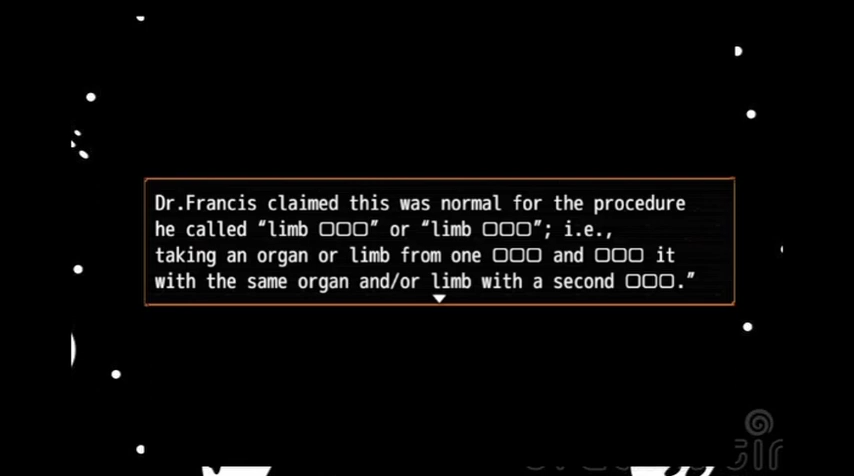 Dr.Francis claimed this was normal for the procedure
he called “limb □□□” or “limb □□□”; i.e.,
taking an organ or limb from one □□□ and □□□ it
with the same organ and/or limb with a second □□□.”